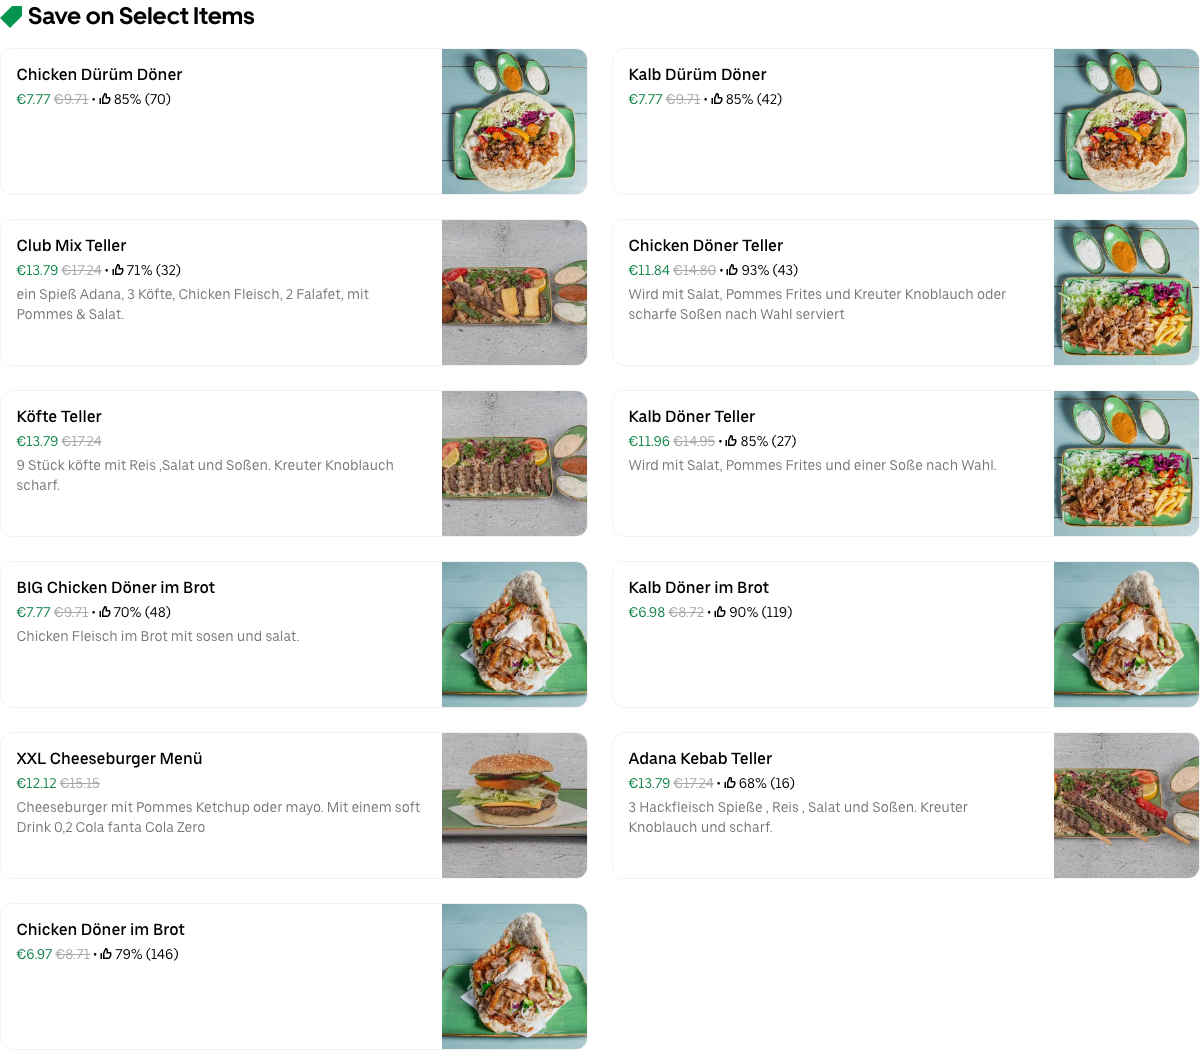 Save on Select Items
Chicken Dürüm Döner
€7.77 €9.71 • 85% (70)
Kalb Dürüm Döner
€7.77 €9.71 • 85% (42)
Club Mix Teller
€13.79 €17.24 • 71% (32)
ein Spieß Adana, 3 Köfte, Chicken Fleisch, 2 Falafet, mit
Pommes & Salat.
Chicken Döner Teller
€11.84 €14.80 • 93% (43)
Wird mit Salat, Pommes Frites und Kreuter Knoblauch oder
scharfe Soßen nach Wahl serviert
Köfte Teller
€13.79 €17.24
9 Stück köfte mit Reis ,Salat und Soßen. Kreuter Knoblauch
scharf.
Kalb Döner Teller
€11.96 €14.95 • 85% (27)
Wird mit Salat, Pommes Frites und einer Soße nach Wahl.
BIG Chicken Döner im Brot
€7.77 €9.71 • 70% (48)
Chicken Fleisch im Brot mit sosen und salat.
Kalb Döner im Brot
€6.98 €8.72 • 90% (119)
XXL Cheeseburger Menü
€12.12 €15.15
Cheeseburger mit Pommes Ketchup oder mayo. Mit einem soft
Drink 0,2 Cola fanta Cola Zero
Adana Kebab Teller
€13.79 €17.24 • 68% (16)
3 Hackfleisch Spieße , Reis , Salat und Soßen. Kreuter
Knoblauch und scharf.
Chicken Döner im Brot
€6.97 €8.71 • 79% (146)